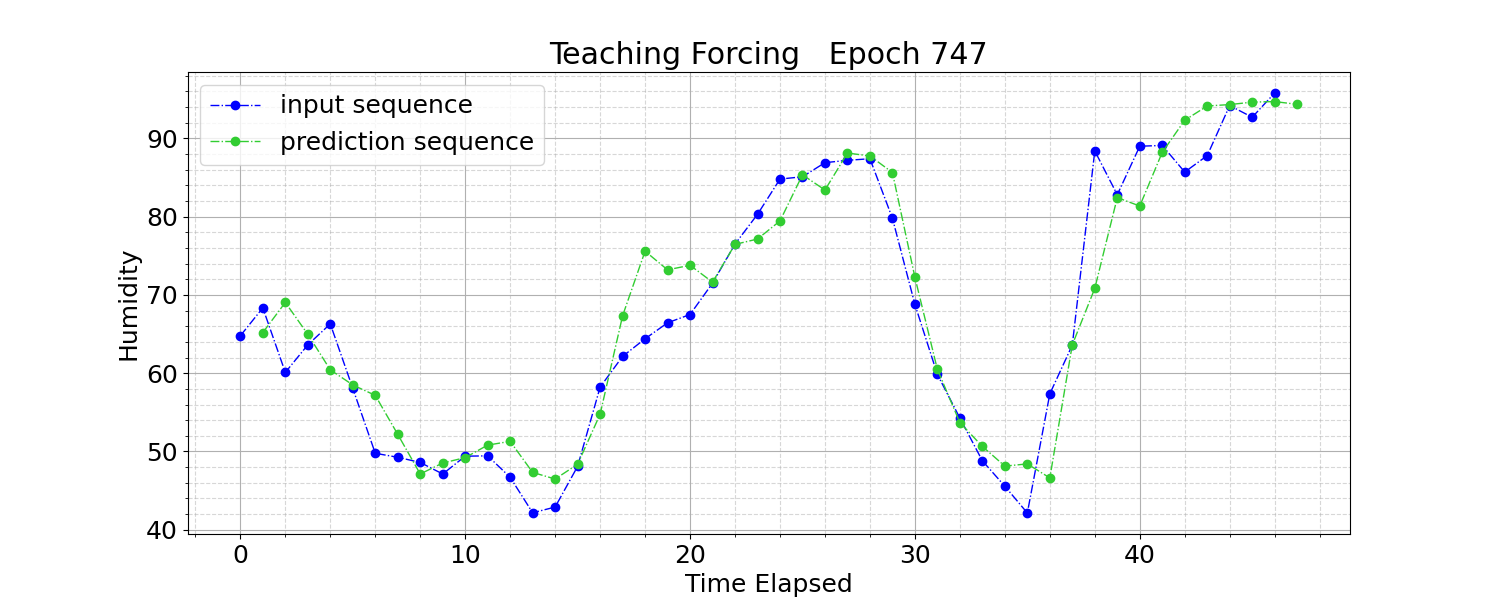 Teaching Forcing   Epoch 747
input sequence
prediction sequence
Humidity
90
80
70
60
50
40
0 10 20 30 40
Time Elapsed